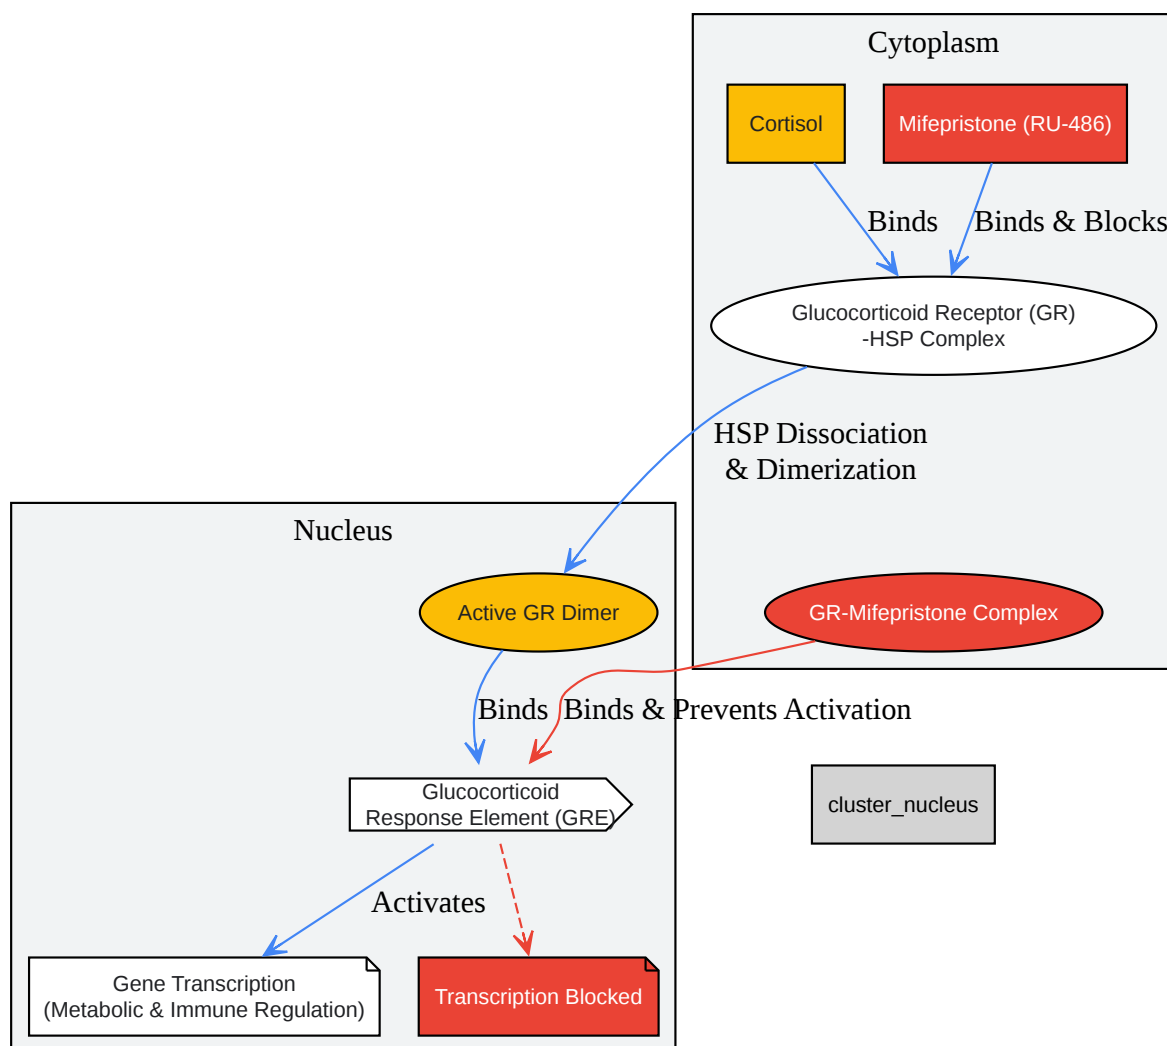 Cytoplasm
Cortisol
Mifepristone (RU-486)
Binds
Binds & Blocks
Glucocorticoid Receptor (GR)
-HSP Complex
HSP Dissociation
& Dimerization
Nucleus
Active GR Dimer
GR-Mifepristone Complex
Binds
Binds & Prevents Activation
Glucocorticoid
Response Element (GRE)
cluster_nucleus
Activates
Gene Transcription
(Metabolic & Immune Regulation)
Transcription Blocked